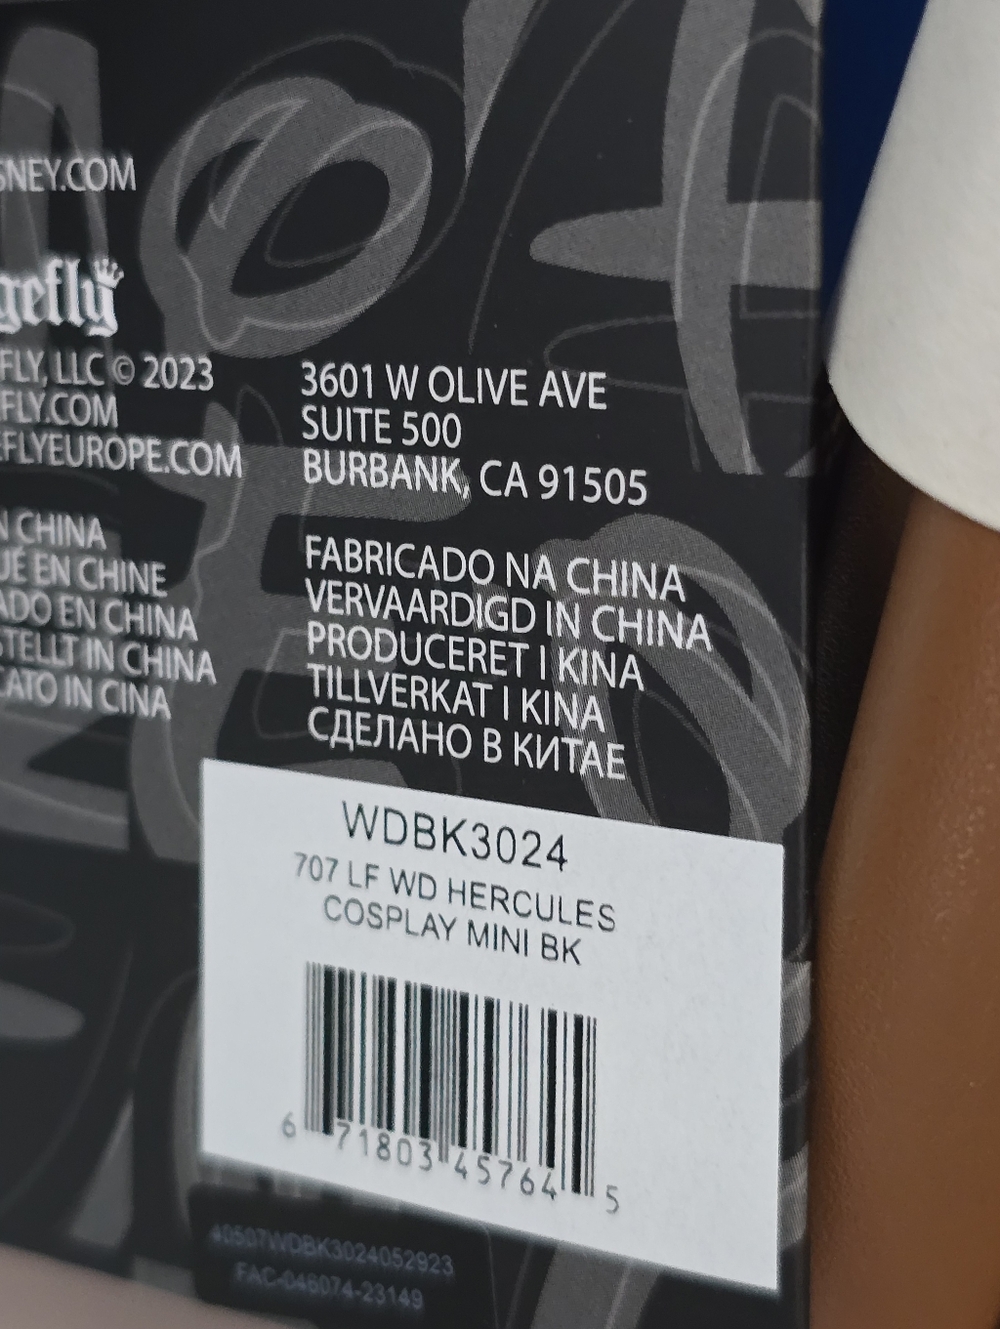 SNEY.COM
gefly
FLY, LLC © 2023
FLY.COM
FLYEUROPE.COM
3601 W OLIVE AVE
SUITE 500
BURBANK, CA 91505
N CHINA
UÉ EN CHINE
ADO EN CHINA
STELLT IN CHINA
CATO IN CINA
FABRICADO NA CHINA
VERVAARDIGD IN CHINA
PRODUCERET I KINA
TILLVERKAT I KINA
СДЕЛАНО В КИТАЕ
WDBK3024
707 LF WD HERCULES
COSPLAY MINI BK
6 71803 45764 5
40507WDBK3024052923
FAC-046074-23149